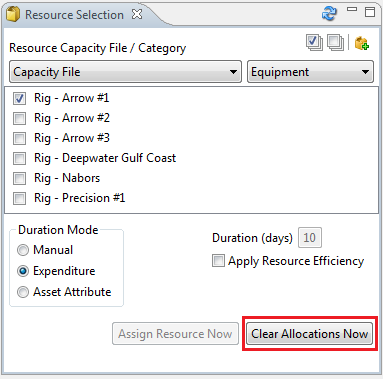 Resource Selection
Resource Capacity File / Category
Capacity File Equipment
Rig - Arrow #1
Rig - Arrow #2
Rig - Arrow #3
Rig - Deepwater Gulf Coast
Rig - Nabors
Rig - Precision #1
Duration Mode
Manual
Expenditure
Asset Attribute
Duration (days) 10
Apply Resource Efficiency
Assign Resource Now Clear Allocations Now